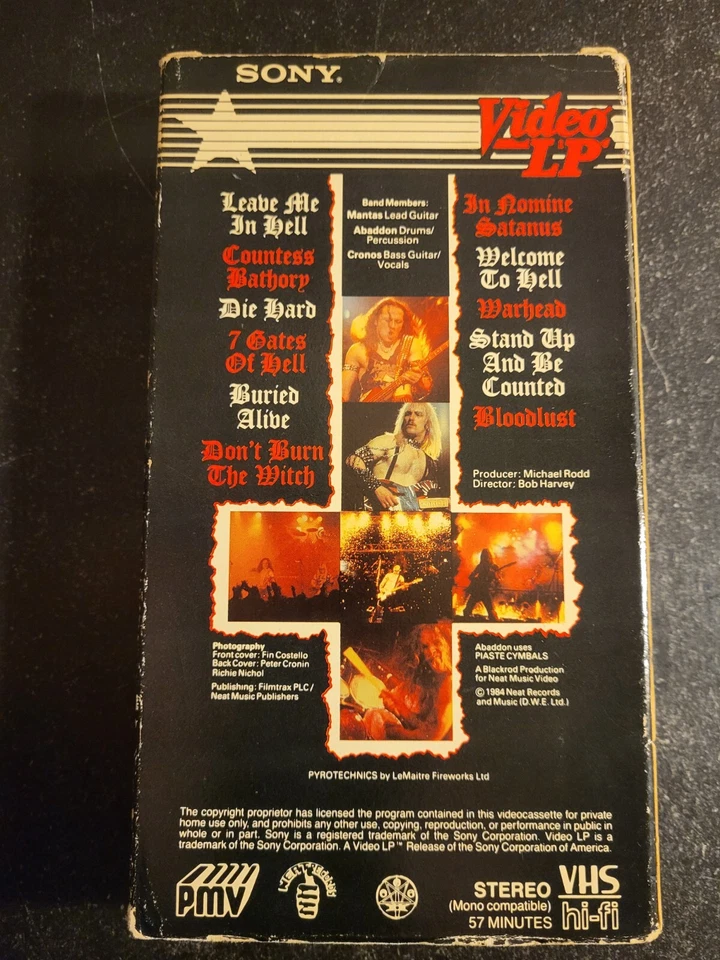 SONY®
Video
LP
Leave Me
In Hell
Countess
Bathory
Die Hard
7 Gates
Of Hell
Buried
Alive
Don't Burn
The Witch
Band Members:
Mantas Lead Guitar
Abaddon Drums/
Percussion
Cronos Bass Guitar/
Vocals
In Nomine
Satanus
Welcome
To Hell
Warhead
Stand Up
And Be
Counted
Bloodlust
Producer: Michael Rodd
Director: Bob Harvey
Photography
Front cover: Fin Costello
Back Cover: Peter Cronin
Richie Nichol
Publishing: Filmtrax PLC/
Neat Music Publishers
Abaddon uses
PIASTE CYMBALS
A Blackrod Production
for Neat Music Video
© 1984 Neat Records
and Music (D.W.E. Ltd.)
PYROTECHNICS by LeMaitre Fireworks Ltd
The copyright proprietor has licensed the program contained in this videocassette for private
home use only, and prohibits any other use, copying, reproduction, or performance in public in
whole or in part. Sony is a registered trademark of the Sony Corporation. Video LP is a
trademark of the Sony Corporation. A Video LP™ Release of the Sony Corporation of America.
PMV
STEREO
(Mono compatible)
57 MINUTES
VHS
hi-fi